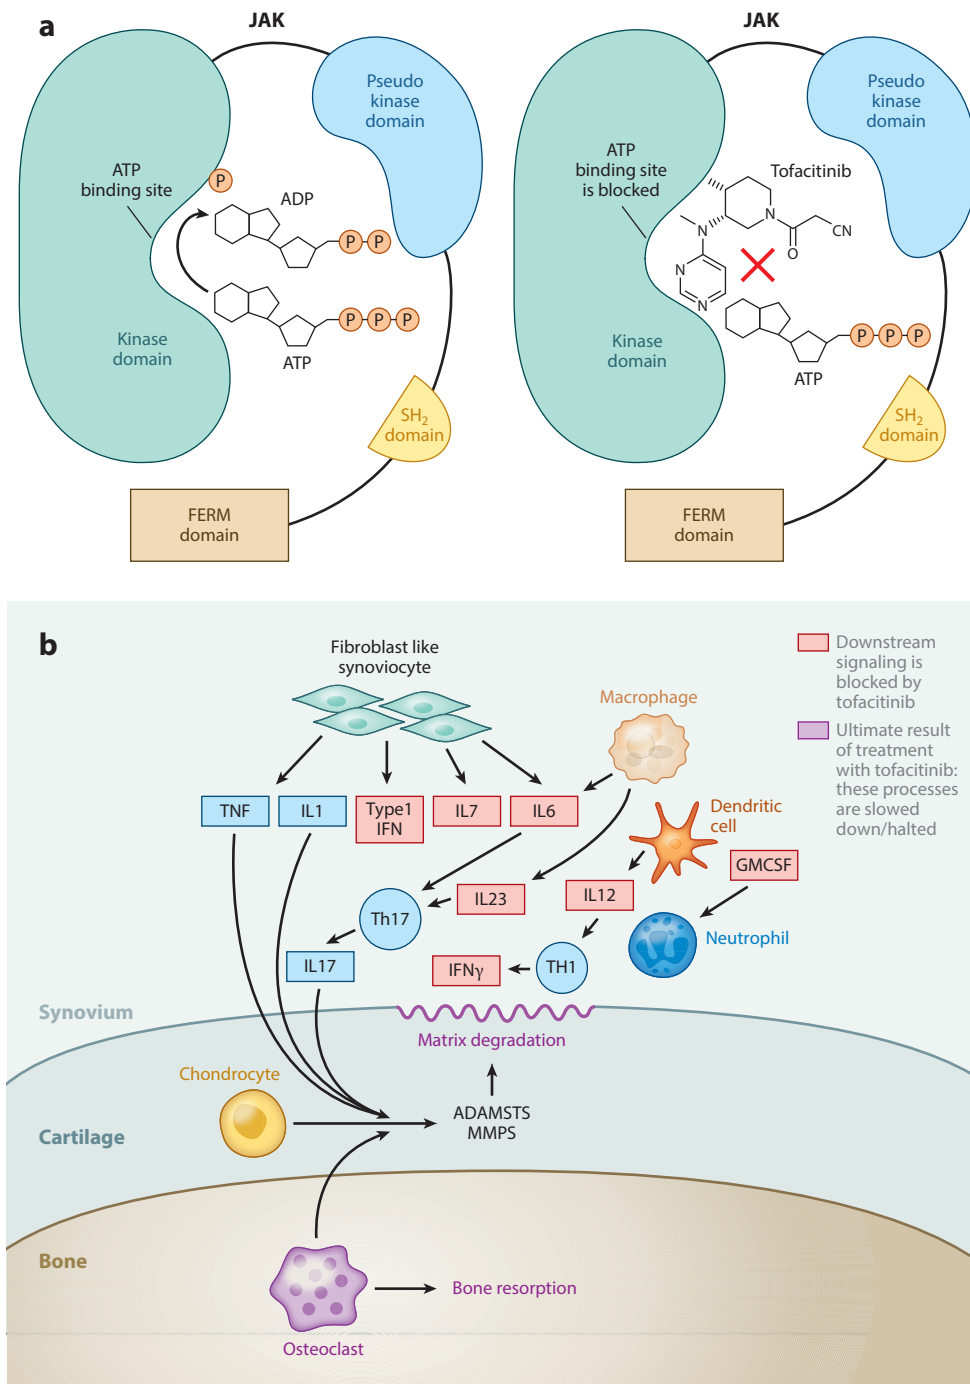 a
JAK
Pseudo
kinase
domain
ATP
binding site
P
ADP
P P
P P P
ATP
Kinase
domain
SH2
domain
FERM
domain
JAK
Pseudo
kinase
domain
ATP
binding site
is blocked
Tofacitinib
N
N
CN
O
N
N
P P P
ATP
Kinase
domain
SH2
domain
FERM
domain
b
Fibroblast like
synoviocyte
Macrophage
Downstream
signaling is
blocked by
tofacitinib
Ultimate result
of treatment
with tofacitinib:
these processes
are slowed
down/halted
TNF
IL1
Type1
IFN
IL7
IL6
Dendritic
cell
GMCSF
IL23
IL12
Th17
Neutrophil
IL17
IFNγ
TH1
Synovium
Matrix degradation
Chondrocyte
ADAMSTS
MMPS
Cartilage
Bone
Bone resorption
Osteoclast